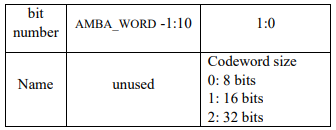 bit
number
AMBA_WORD -1:10
1:0
Name
unused
Codeword size
0: 8 bits
1: 16 bits
2: 32 bits